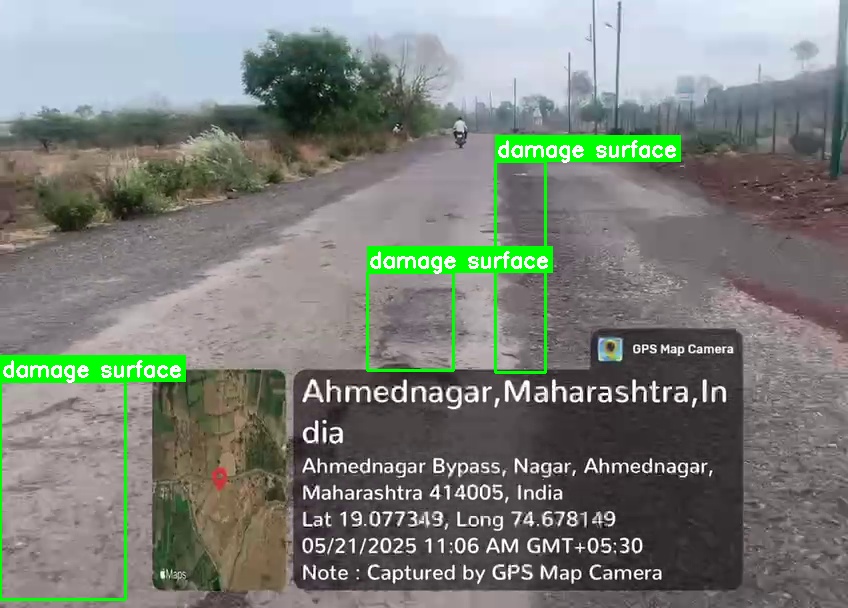 damage surface
damage surface
damage surface
GPS Map Camera
Ahmednagar,Maharashtra,In
dia
Ahmednagar Bypass, Nagar, Ahmednagar,
Maharashtra 414005, India
Lat 19.077349, Long 74.678149
05/21/2025 11:06 AM GMT+05:30
Note : Captured by GPS Map Camera
Maps